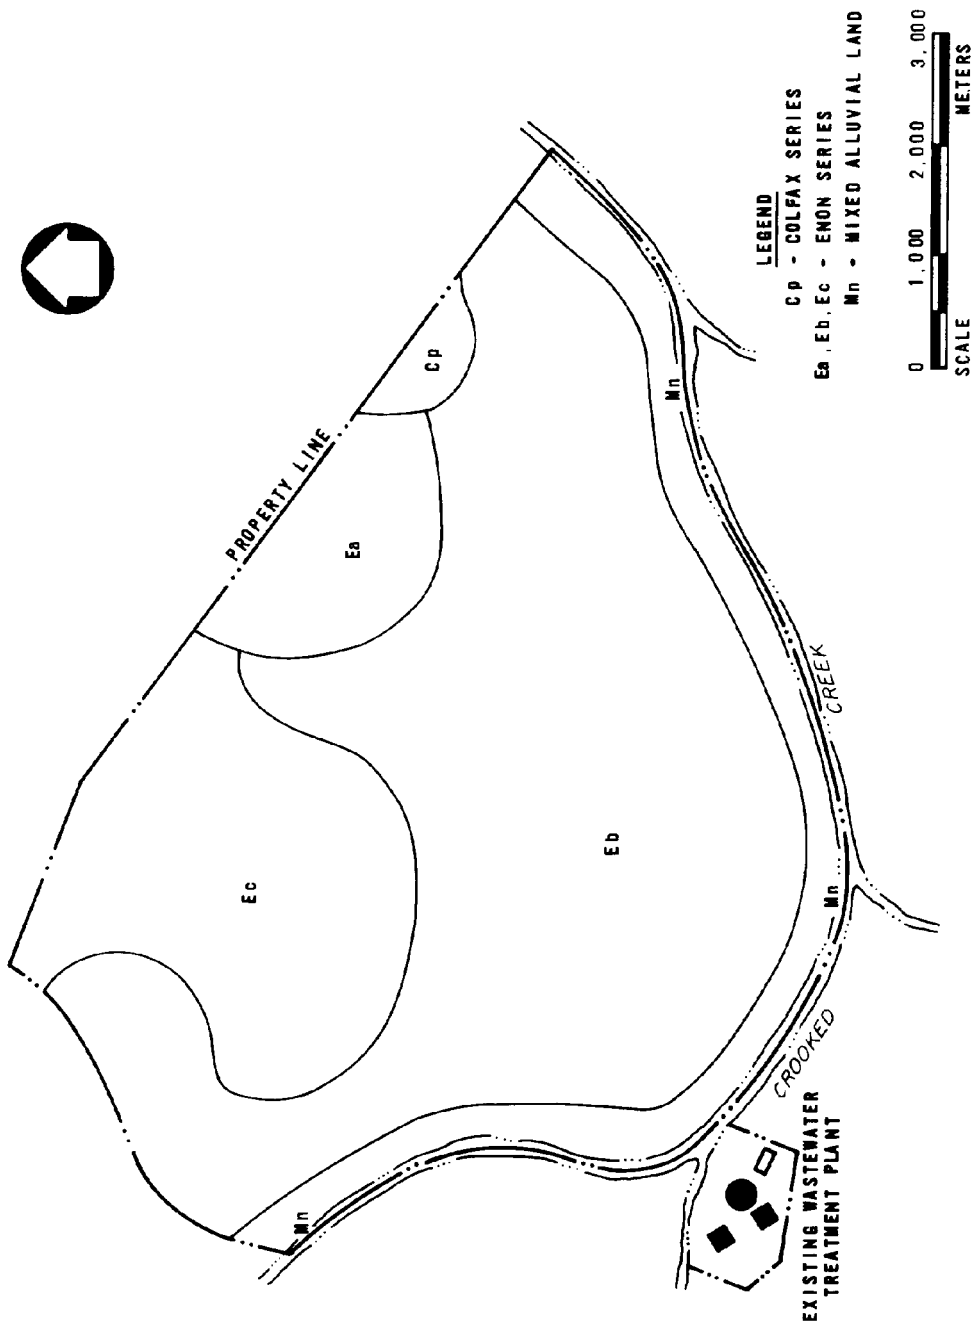 PROPERTY LINE
Cp
Ea
Ec
Eb
Mn
Mn
Mn
CROOKED
CREEK
EXISTING WASTEWATER
TREATMENT PLANT
LEGEND
Cp - COLFAX SERIES
Ea, Eb, Ec - ENON SERIES
Mn - MIXED ALLUVIAL LAND
0 1,000 2,000 3,000
SCALE METERS